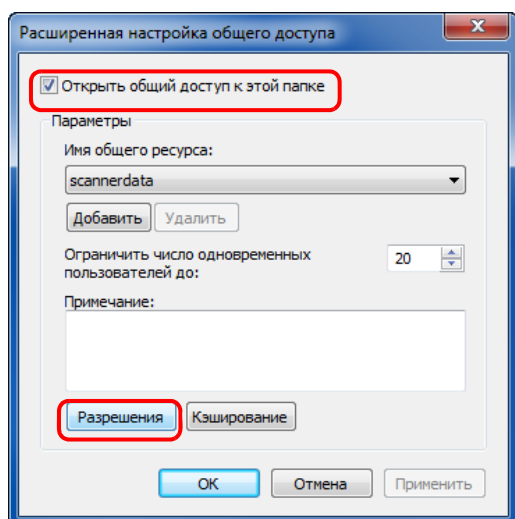 Расширенная настройка общего доступа
Открыть общий доступ к этой папке
Параметры
Имя общего ресурса:
scannerdata
Добавить Удалить
Ограничить число одновременных 20
пользователей до:
Примечание:
Разрешения Кэширование
ОК Отмена Применить